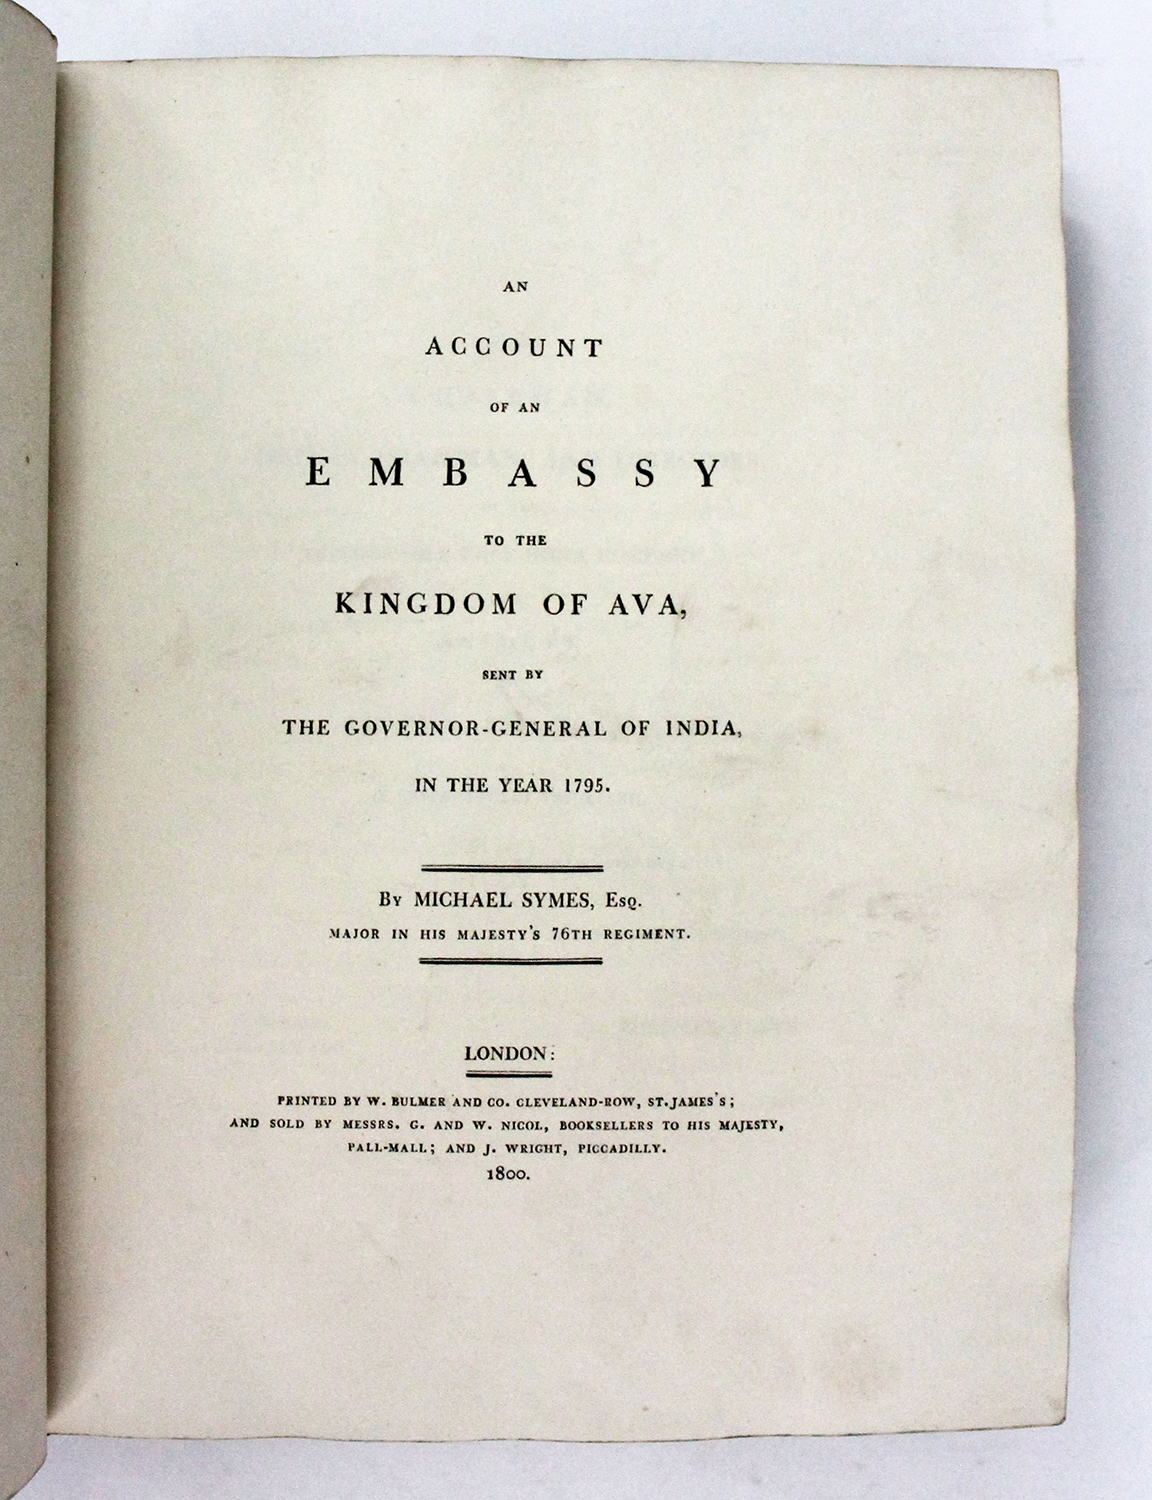 AN
ACCOUNT
OF AN
EMBASSY
TO THE
KINGDOM OF AVA,
SENT BY
THE GOVERNOR-GENERAL OF INDIA,
IN THE YEAR 1795.
By MICHAEL SYMES, Esq.
MAJOR IN HIS MAJESTY'S 76TH REGIMENT.
LONDON:
PRINTED BY W. BULMER AND CO. CLEVELAND-ROW, ST. JAMES'S;
AND SOLD BY MESSRS. G. AND W. NICOL, BOOKSELLERS TO HIS MAJESTY,
PALL-MALL; AND J. WRIGHT, PICCADILLY.
1800.